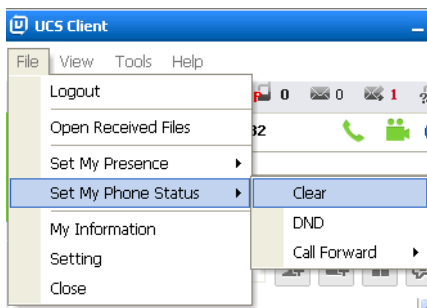 UCS Client
File View Tools Help
0 0 1
Logout
Open Received Files
32
Set My Presence
Set My Phone Status
Clear
My Information
DND
Setting
Call Forward
Close